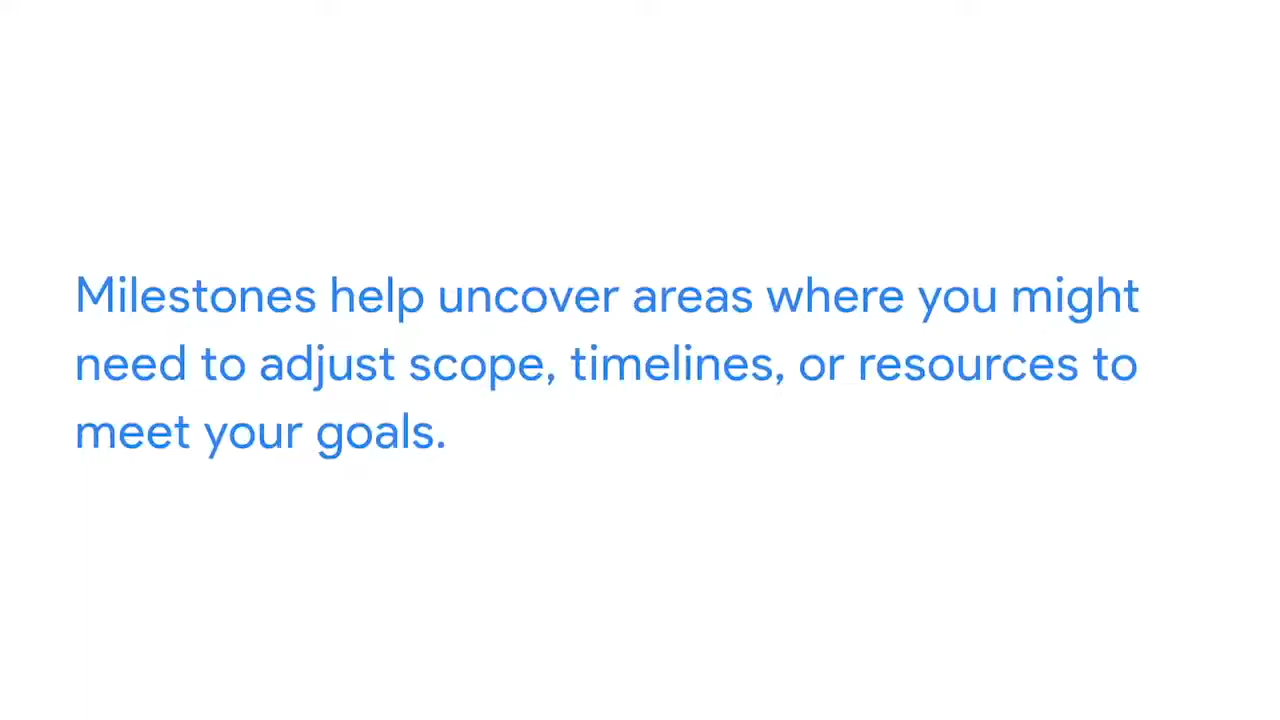 Milestones help uncover areas where you might
need to adjust scope, timelines, or resources to
meet your goals.